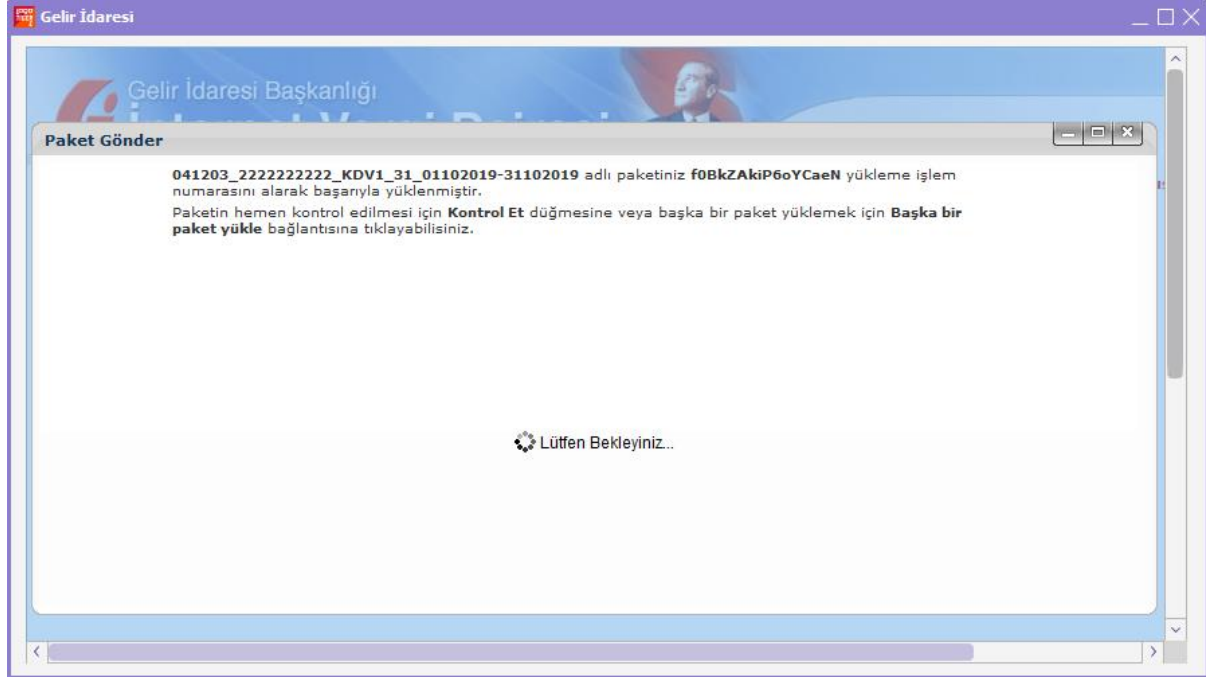 Gelir İdaresi
Gelir İdaresi Başkanlığı
Paket Gönder
041203_2222222222_KDV1_31_01102019-31102019 adlı paketiniz f0BkZAkiP6oYCaeN yükleme işlem
numarasını alarak başarıyla yüklenmiştir.
Paketin hemen kontrol edilmesi için Kontrol Et düğmesine veya başka bir paket yüklemek için Başka bir
paket yükle bağlantısına tıklayabilisiniz.
Lütfen Bekleyiniz...